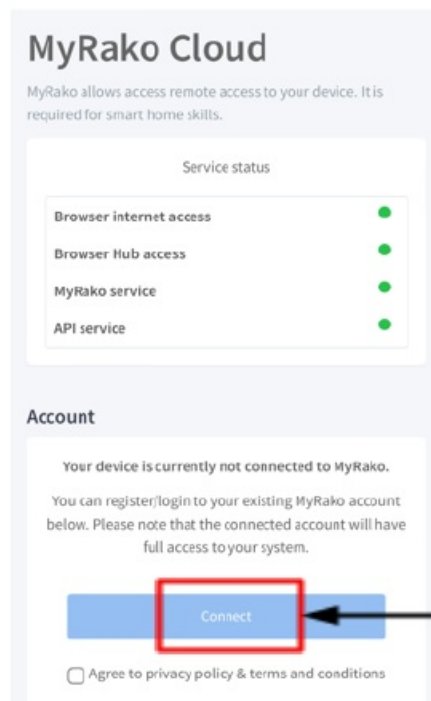 MyRako Cloud
MyRako allows access remote access to your device. It is
required for smart home skills.
Service status
Browser internet access
Browser Hub access
MyRako service
API service
Account
Your device is currently not connected to MyRako.
You can register/login to your existing MyRako account
below. Please note that the connected account will have
full access to your system.
Connect
Agree to privacy policy & terms and conditions